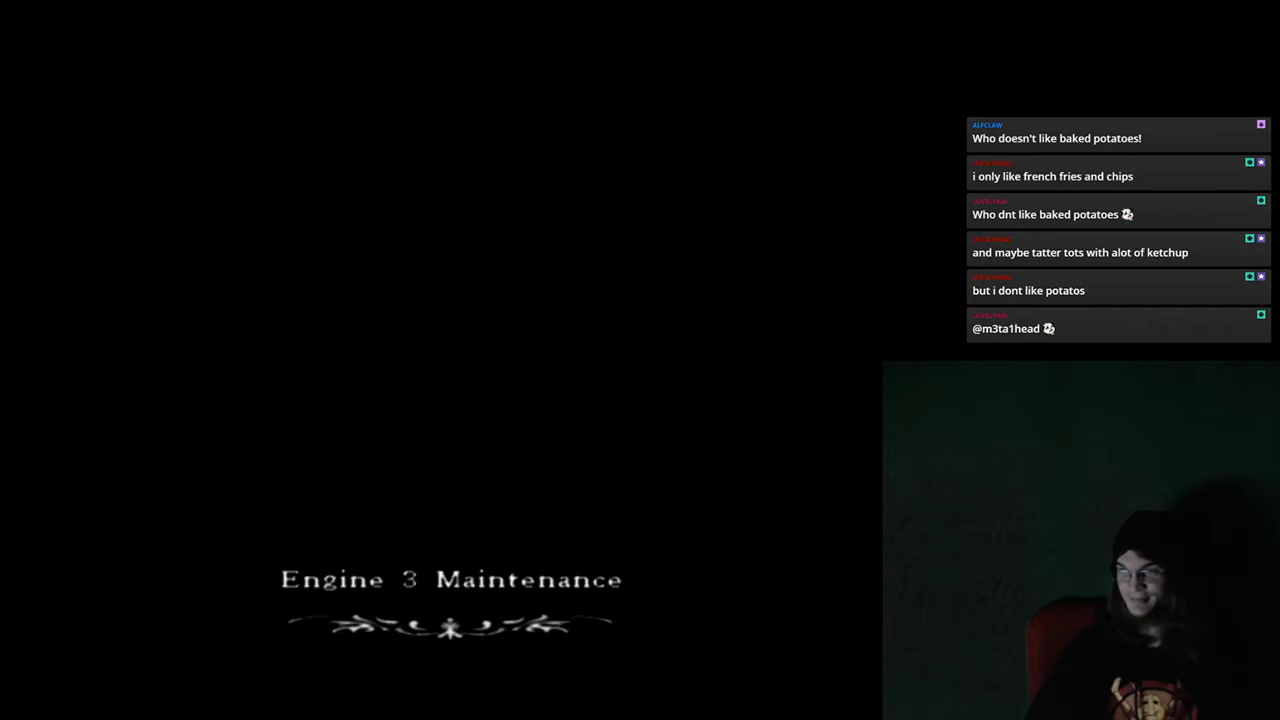 ALFCLAW
Who doesn't like baked potatoes!
i only like french fries and chips
Who dnt like baked potatoes
and maybe tatter tots with alot of ketchup
but i dont like potatos
@m3ta1head
Engine 3 Maintenance